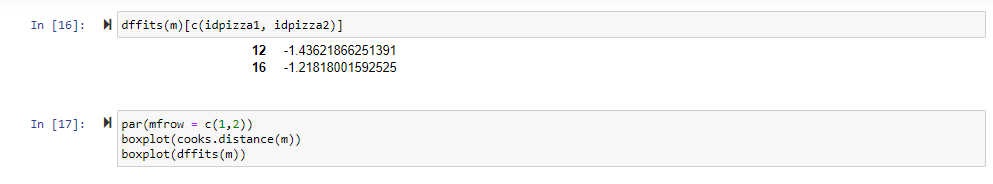 In [16]: dffits(m)[c(idpizza1, idpizza2)]
12 -1.43621866251391
16 -1.21818001592525
In [17]: par(mfrow = c(1,2))
boxplot(cooks.distance(m))
boxplot(dffits(m))